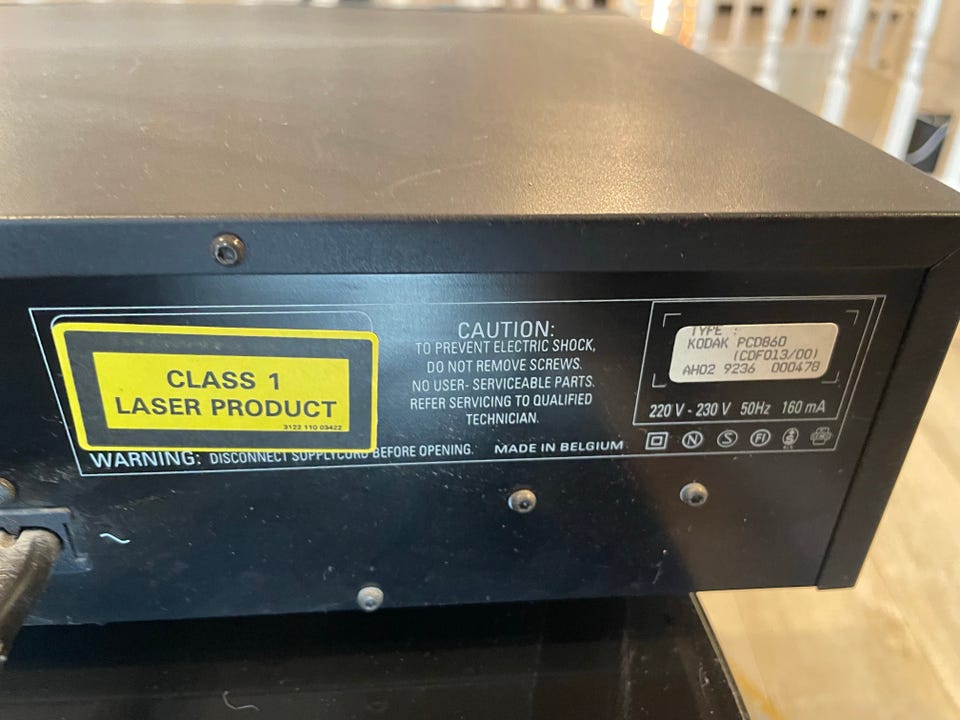 CLASS 1
LASER PRODUCT
3122 110 03422
WARNING: DISCONNECT SUPPLYCORD BEFORE OPENING.
CAUTION:
TO PREVENT ELECTRIC SHOCK,
DO NOT REMOVE SCREWS.
NO USER- SERVICEABLE PARTS.
REFER SERVICING TO QUALIFIED
TECHNICIAN.
MADE IN BELGIUM
TYPE :
KODAK PCD860
(CDF013/00)
AH02 9236 000478
220 V - 230 V 50Hz 160 mA
N S FI